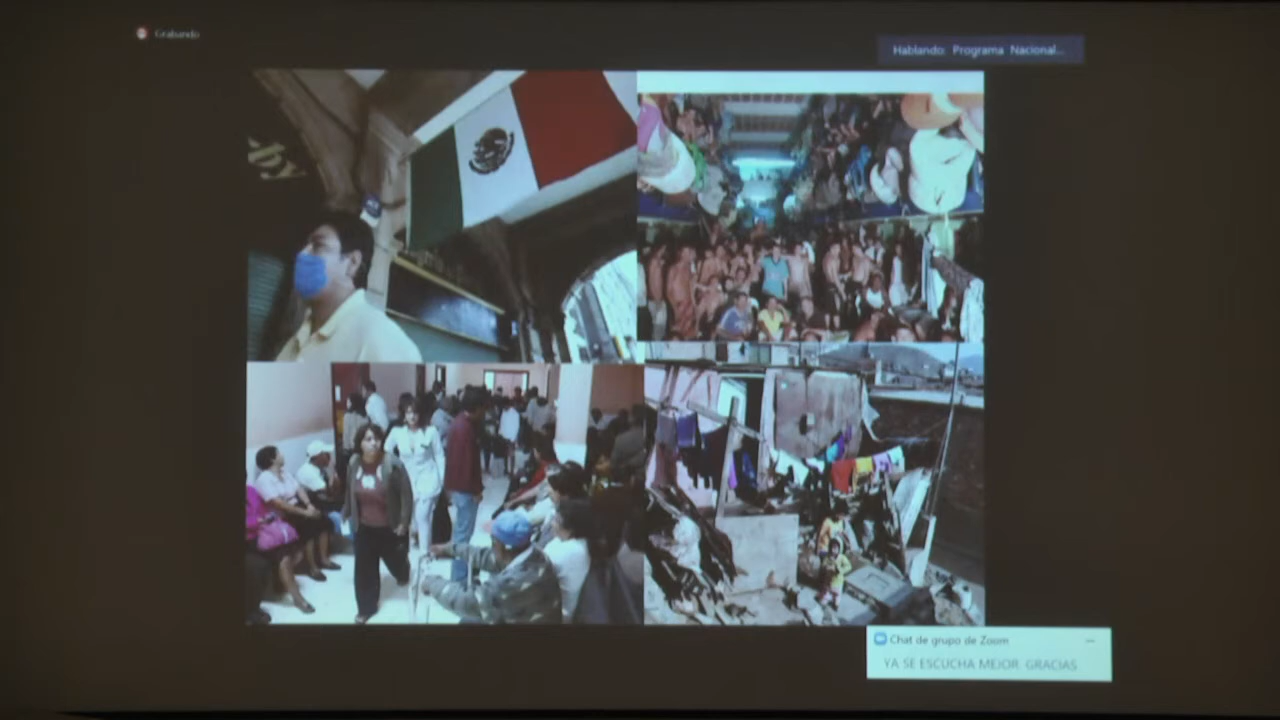 Grabando
Hablando: Programa Nacional...
Chat de grupo de Zoom
YA SE ESCUCHA MEJOR. GRACIAS